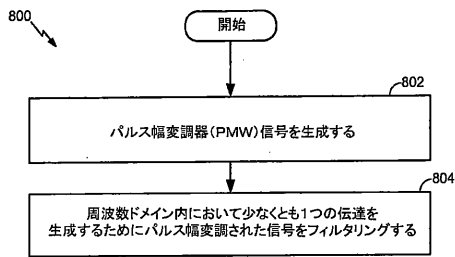 800
開始
802
パルス幅変調器(PMW)信号を生成する
804
周波数ドメイン内において少なくとも1つの伝達を
生成するためにパルス幅変調された信号をフィルタリングする